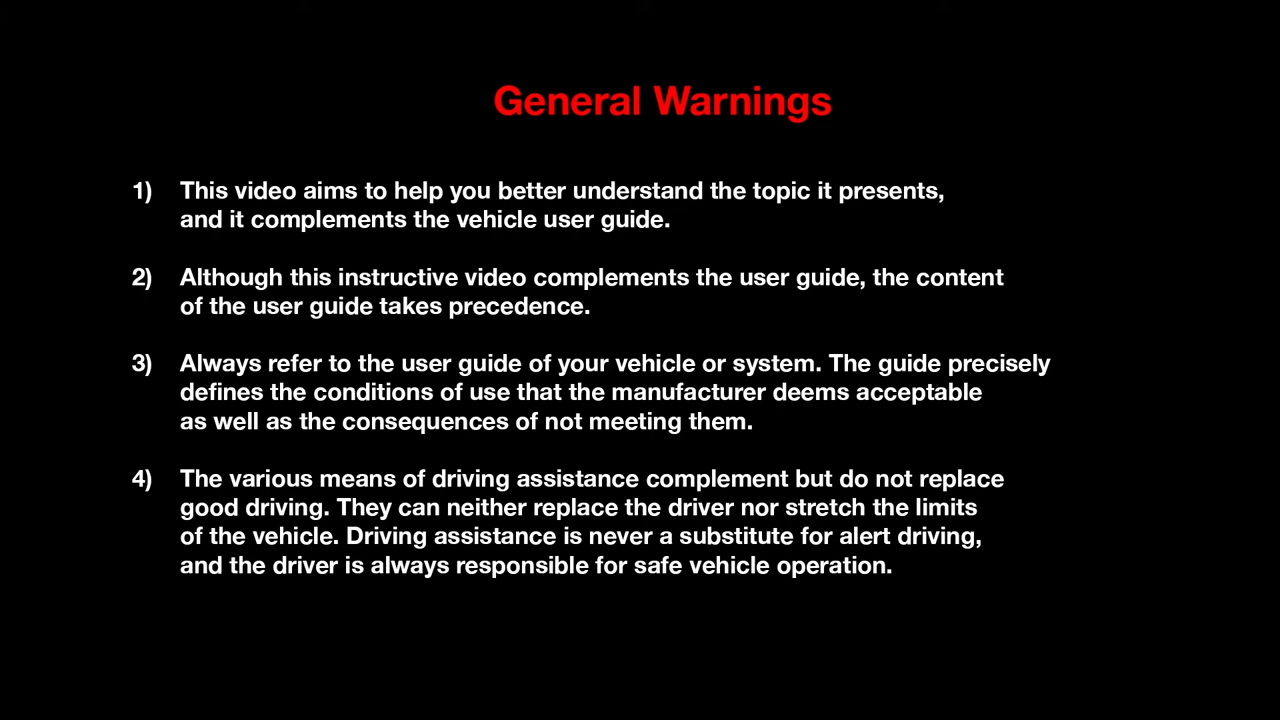 General Warnings
1) This video aims to help you better understand the topic it presents,
and it complements the vehicle user guide.
2) Although this instructive video complements the user guide, the content
of the user guide takes precedence.
3) Always refer to the user guide of your vehicle or system. The guide precisely
defines the conditions of use that the manufacturer deems acceptable
as well as the consequences of not meeting them.
4) The various means of driving assistance complement but do not replace
good driving. They can neither replace the driver nor stretch the limits
of the vehicle. Driving assistance is never a substitute for alert driving,
and the driver is always responsible for safe vehicle operation.